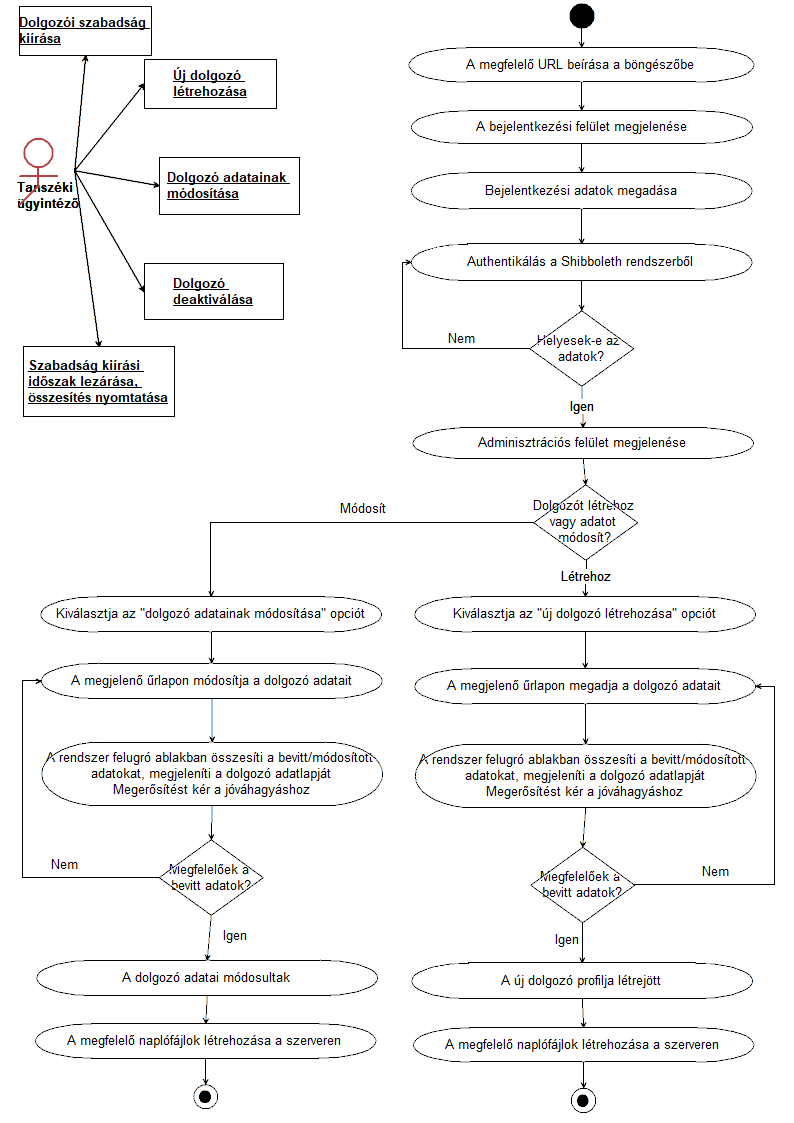 Dolgozói szabadság
kiírása
Új dolgozó
létrehozása
Tanszéki
ügyintéző
Dolgozó adatainak
módosítása
Dolgozó
deaktiválása
Szabadság kiírási
időszak lezárása,
összesítés nyomtatása
A megfelelő URL beírása a böngészőbe
A bejelentkezési felület megjelenése
Bejelentkezési adatok megadása
Authentikálás a Shibboleth rendszerből
Helyesek-e az
adatok?
Nem
Igen
Adminisztrációs felület megjelenése
Dolgozót létrehoz
vagy adatot
módosít?
Módosít
Létrehoz
Kiválasztja az "dolgozó adatainak módosítása" opciót
A megjelenő űrlapon módosítja a dolgozó adatait
A rendszer felugró ablakban összesíti a bevitt/módosított
adatokat, megjeleníti a dolgozó adatlapját
Megerősítést kér a jóváhagyáshoz
Megfelelőek a
bevitt adatok?
Nem
Igen
A dolgozó adatai módosultak
A megfelelő naplófájlok létrehozása a szerveren
Kiválasztja az "új dolgozó létrehozása" opciót
A megjelenő űrlapon megadja a dolgozó adatait
A rendszer felugró ablakban összesíti a bevitt/módosított
adatokat, megjeleníti a dolgozó adatlapját
Megerősítést kér a jóváhagyáshoz
Megfelelőek a
bevitt adatok?
Nem
Igen
A új dolgozó profilja létrejött
A megfelelő naplófájlok létrehozása a szerveren